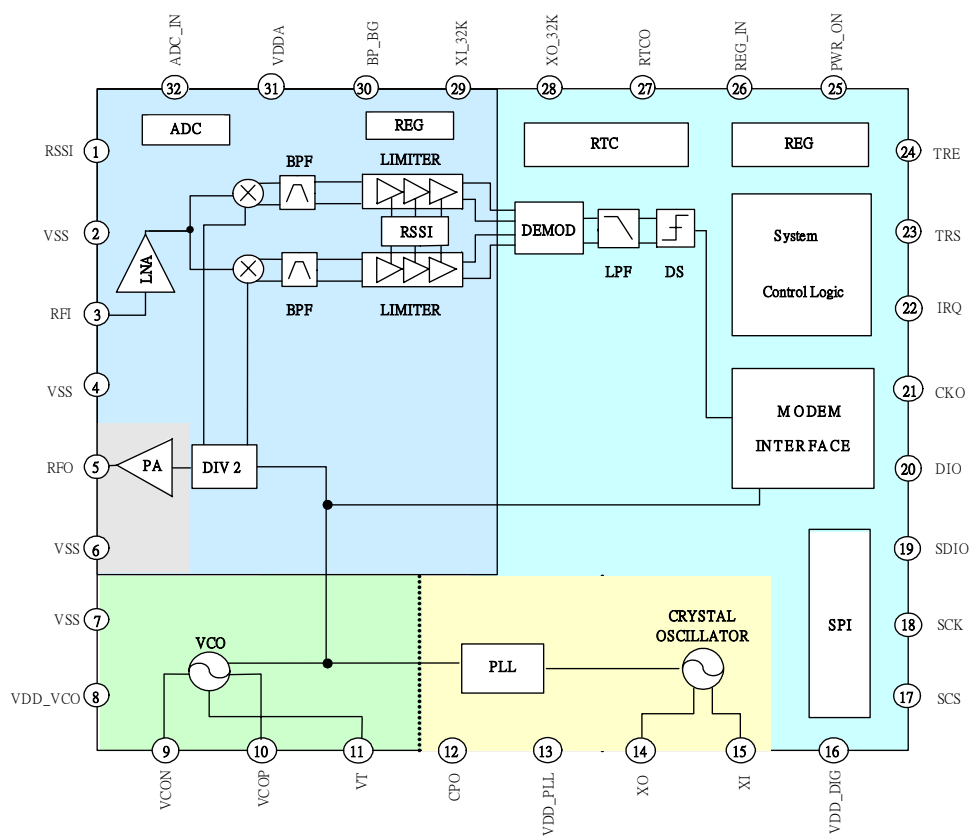 ADC_IN
VDDA
BP_BG
XI_32K
XO_32K
RTCO
REG_IN
PWR_ON
32
31
30
29
28
27
26
25
ADC
REG
RTC
REG
RSSI
1
24
TRE
BPF
LIMITER
VSS
2
RSSI
DEMOD
System
Control Logic
23
TRS
LNA
LPF
DS
BPF
LIMITER
RFI
3
22
IRQ
VSS
4
21
CKO
MODEM
INTERFACE
RFO
5
PA
DIV 2
20
DIO
VSS
6
19
SDIO
VSS
7
18
SCK
SPI
VCO
PLL
CRYSTAL
OSCILLATOR
VDD_VCO
8
17
SCS
9
10
11
12
13
14
15
16
VCON
VCOP
VT
CPO
VDD_PLL
XO
XI
VDD_DIG